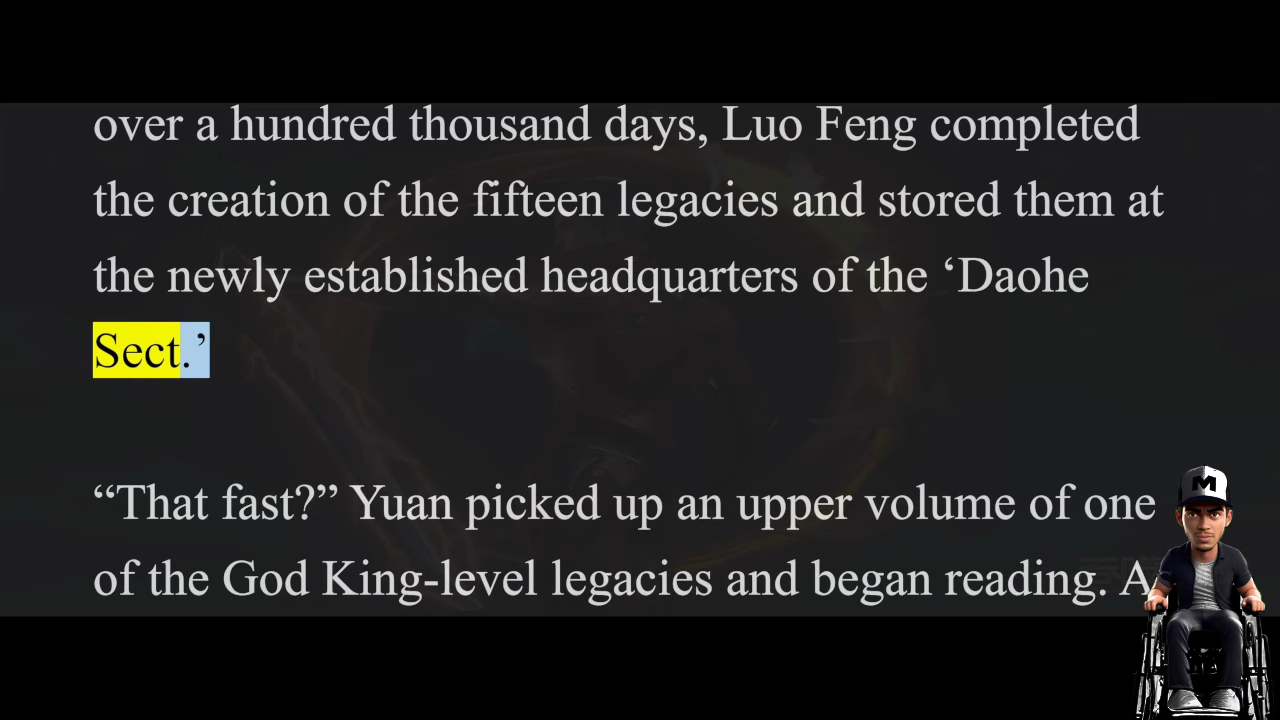 over a hundred thousand days, Luo Feng completed
the creation of the fifteen legacies and stored them at
the newly established headquarters of the ‘Daohe
Sect.’
“That fast?” Yuan picked up an upper volume of one
of the God King-level legacies and began reading. A
M